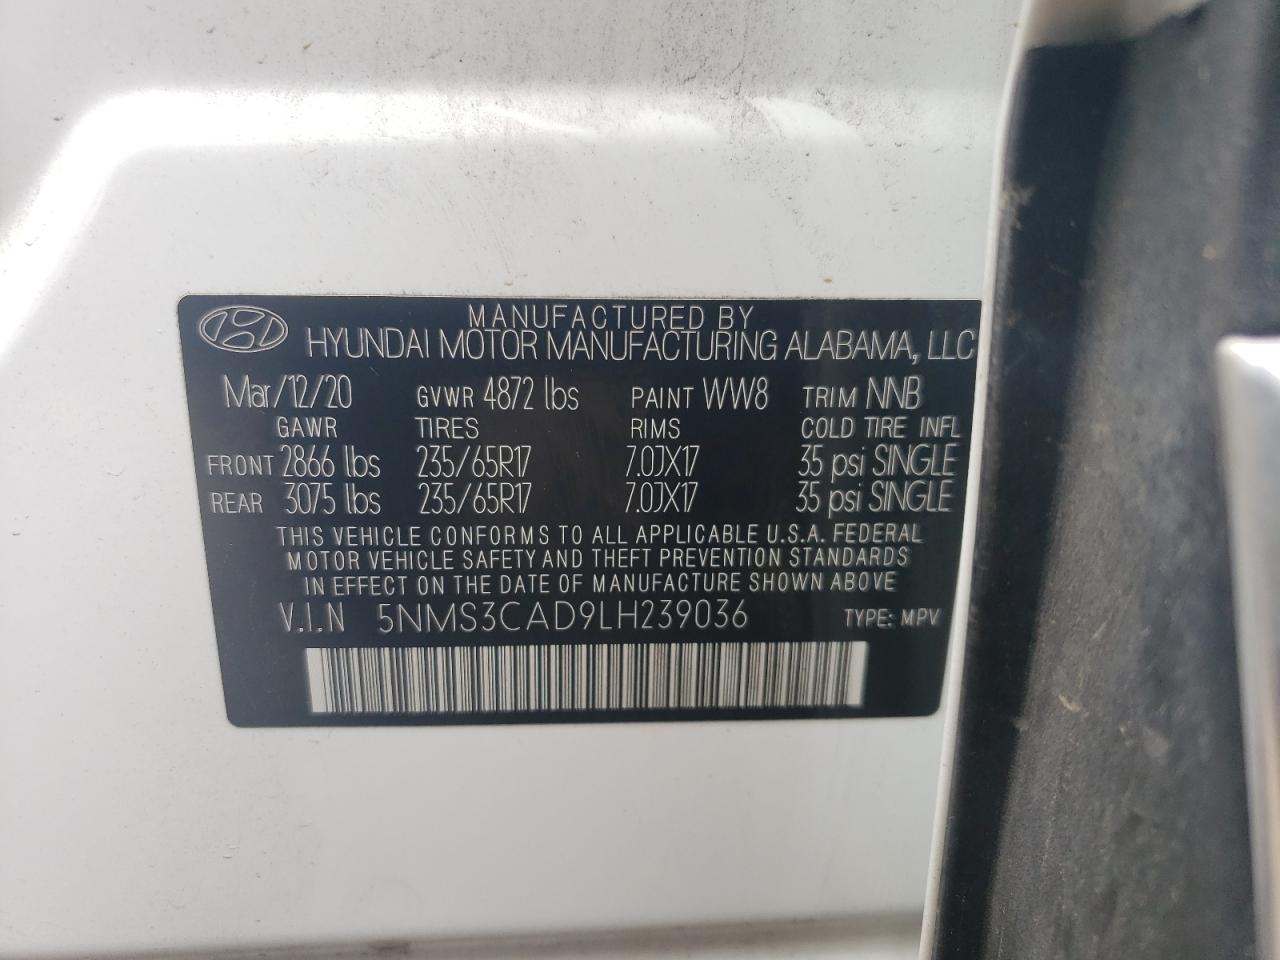 MANUFACTURED BY
HYUNDAI MOTOR MANUFACTURING ALABAMA, LLC
Mar/12/20 GVWR 4872 lbs PAINT WW8 TRIM NNB
GAWR TIRES RIMS COLD TIRE INFL
FRONT 2866 lbs 235/65R17 7.0JX17 35 psi SINGLE
REAR 3075 lbs 235/65R17 7.0JX17 35 psi SINGLE
THIS VEHICLE CONFORMS TO ALL APPLICABLE U.S.A. FEDERAL
MOTOR VEHICLE SAFETY AND THEFT PREVENTION STANDARDS
IN EFFECT ON THE DATE OF MANUFACTURE SHOWN ABOVE
V.I.N 5NMS3CAD9LH239036 TYPE: MPV